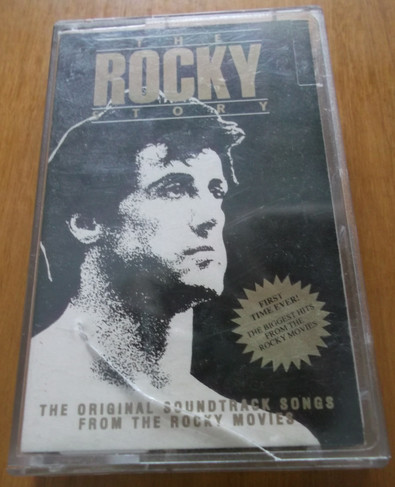 THE
ROCKY
STORY
FIRST
TIME EVER!
THE BIGGEST HITS
FROM THE
ROCKY MOVIES
THE ORIGINAL SOUNDTRACK SONGS
FROM THE ROCKY MOVIES